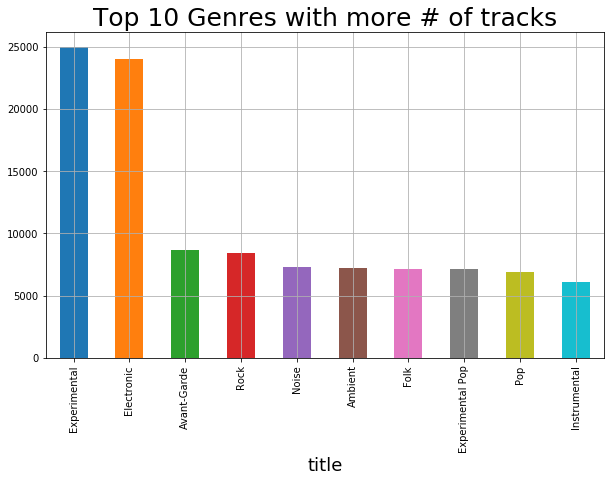 Top 10 Genres with more # of tracks
25000
20000
15000
10000
5000
0
Experimental
Electronic
Avant-Garde
Rock
Noise
Ambient
Folk
Experimental Pop
Pop
Instrumental
title